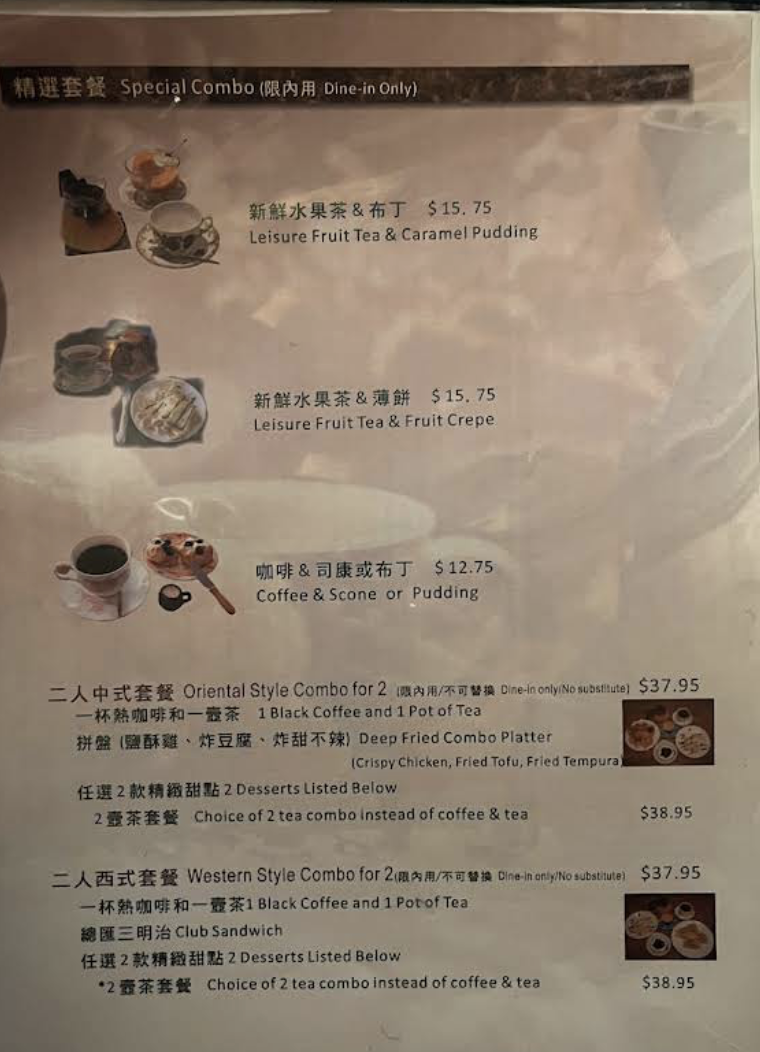 精選套餐 Special Combo (限內用 Dine-in Only)
新鮮水果茶 & 布丁 $15.75
Leisure Fruit Tea & Caramel Pudding
新鮮水果茶 & 薄餅 $15.75
Leisure Fruit Tea & Fruit Crepe
咖啡 & 司康或布丁 $12.75
Coffee & Scone or Pudding
二人中式套餐 Oriental Style Combo for 2 (限內用/不可替換 Dine-in only/No substitute) $37.95
一杯熱咖啡和一壺茶 1 Black Coffee and 1 Pot of Tea
拼盤 (鹽酥雞、炸豆腐、炸甜不辣) Deep Fried Combo Platter
(Crispy Chicken, Fried Tofu, Fried Tempura)
任選 2 款精緻甜點 2 Desserts Listed Below
2 壺茶套餐 Choice of 2 tea combo instead of coffee & tea $38.95
二人西式套餐 Western Style Combo for 2 (限內用/不可替換 Dine-in only/No substitute) $37.95
一杯熱咖啡和一壺茶1 Black Coffee and 1 Pot of Tea
總匯三明治 Club Sandwich
任選 2 款精緻甜點 2 Desserts Listed Below
*2 壺茶套餐 Choice of 2 tea combo instead of coffee & tea $38.95